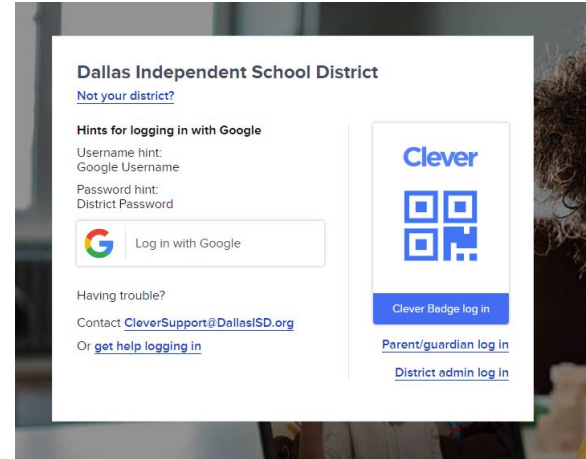 Dallas Independent School District
Not your district?
Hints for logging in with Google
Username hint:
Google Username
Password hint:
District Password
Log in with Google
Having trouble?
Contact CleverSupport@DallasISD.org
Or get help logging in
Clever
Clever Badge log in
Parent/guardian log in
District admin log in